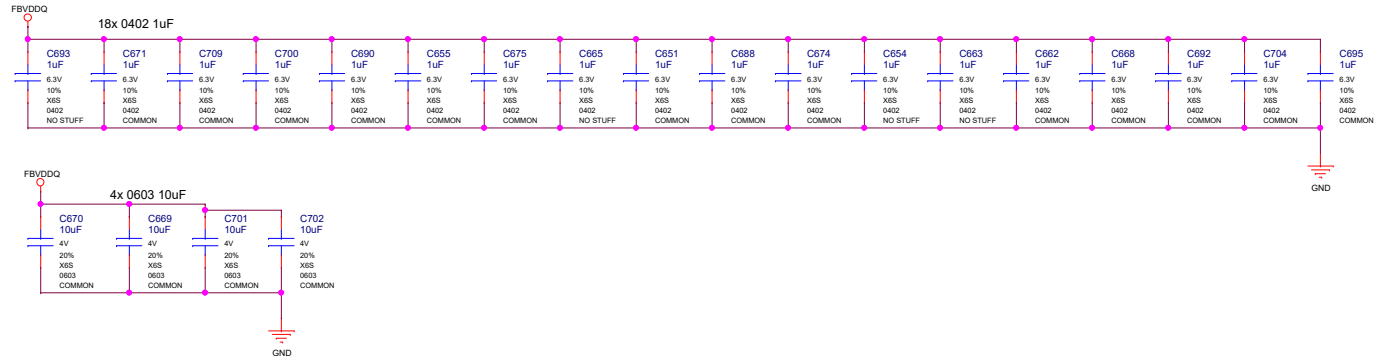 FBVDDQ
18x 0402 1uF
C693 C671 C709 C700 C690 C655 C675 C665 C651 C688 C674 C654 C663 C662 C668 C692 C704 C695
1uF 1uF 1uF 1uF 1uF 1uF 1uF 1uF 1uF 1uF 1uF 1uF 1uF 1uF 1uF 1uF 1uF 1uF
6.3V 6.3V 6.3V 6.3V 6.3V 6.3V 6.3V 6.3V 6.3V 6.3V 6.3V 6.3V 6.3V 6.3V 6.3V 6.3V 6.3V 6.3V
10% 10% 10% 10% 10% 10% 10% 10% 10% 10% 10% 10% 10% 10% 10% 10% 10% 10%
X6S X6S X6S X6S X6S X6S X6S X6S X6S X6S X6S X6S X6S X6S X6S X6S X6S X6S
0402 0402 0402 0402 0402 0402 0402 0402 0402 0402 0402 0402 0402 0402 0402 0402 0402 0402
NO STUFF COMMON COMMON COMMON COMMON COMMON COMMON NO STUFF COMMON COMMON COMMON NO STUFF NO STUFF COMMON COMMON COMMON COMMON COMMON
GND
FBVDDQ
4x 0603 10uF
C670 C669 C701 C702
10uF 10uF 10uF 10uF
4V 4V 4V 4V
20% 20% 20% 20%
X6S X6S X6S X6S
0603 0603 0603 0603
COMMON COMMON COMMON COMMON
GND